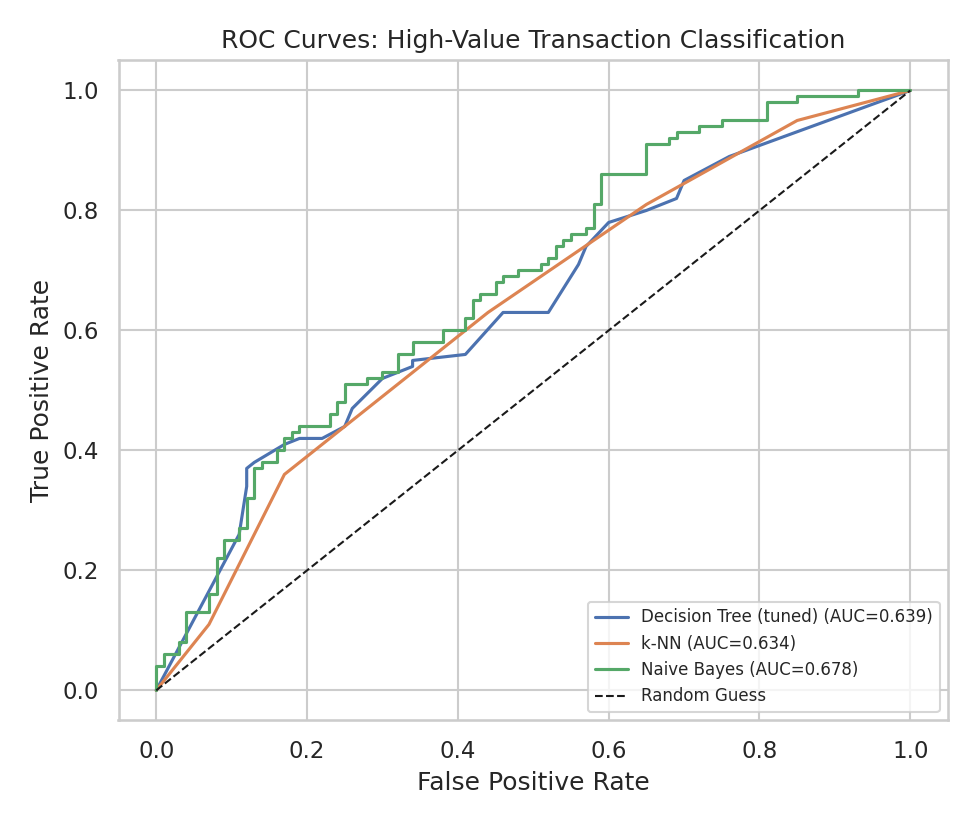 ROC Curves: High-Value Transaction Classification
True Positive Rate
1.0
0.8
0.6
0.4
0.2
0.0
0.0 0.2 0.4 0.6 0.8 1.0
False Positive Rate
Decision Tree (tuned) (AUC=0.639)
k-NN (AUC=0.634)
Naive Bayes (AUC=0.678)
Random Guess